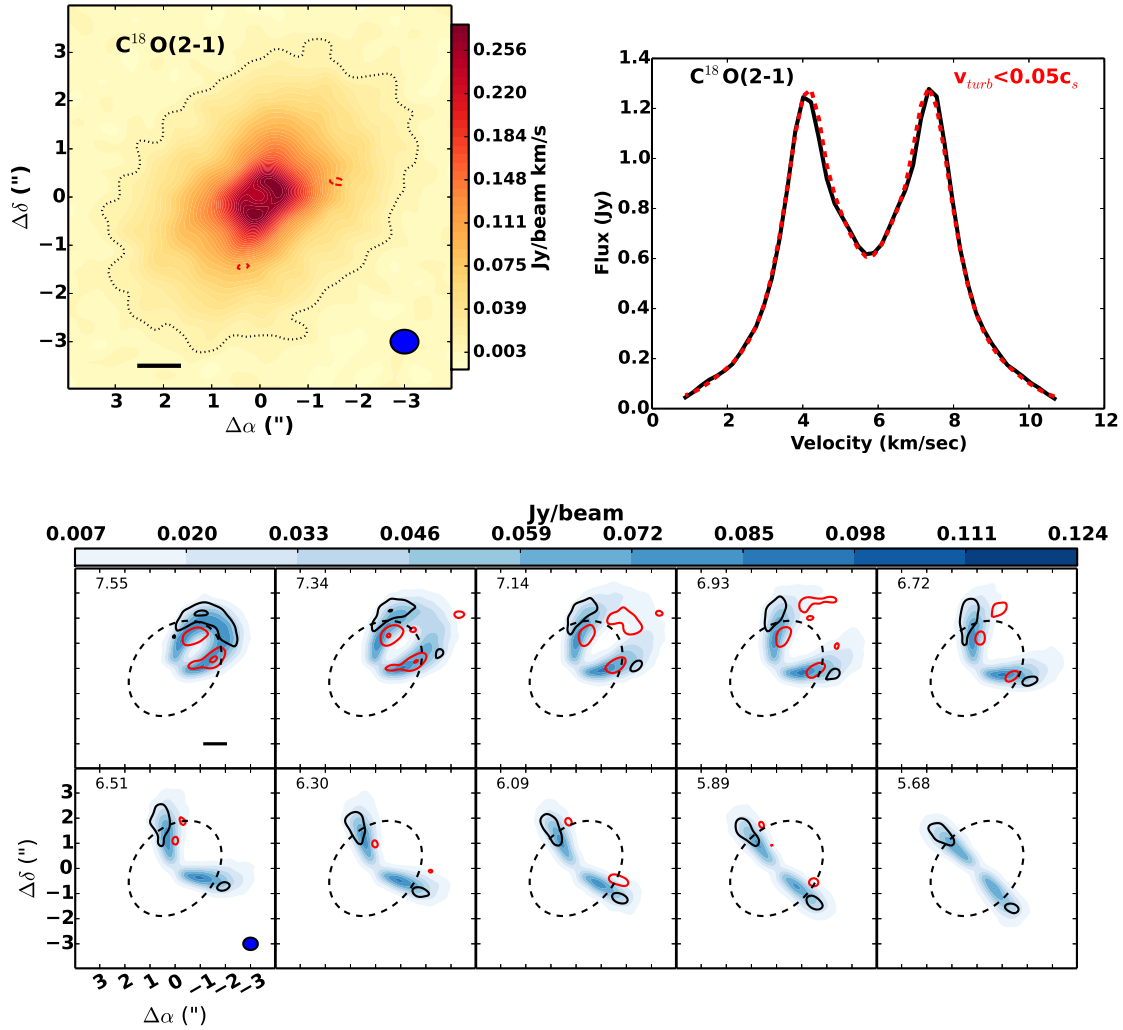 C¹⁸O(2-1)
3
2
1
0
−1
−2
−3
Δδ (")
3 2 1 0 −1 −2 −3
Δα (")
0.256
0.220
0.184
0.148
0.111
0.075
0.039
0.003
Jy/beam km/s
C¹⁸O(2-1) v_turb<0.05c_s
1.4
1.2
1.0
0.8
0.6
0.4
0.2
0.0
Flux (Jy)
0 2 4 6 8 10 12
Velocity (km/sec)
Jy/beam
0.007 0.020 0.033 0.046 0.059 0.072 0.085 0.098 0.111 0.124
7.55 7.34 7.14 6.93 6.72
6.51 6.30 6.09 5.89 5.68
3
2
1
0
−1
−2
−3
Δδ (")
3 2 1 0 −1 −2 −3
Δα (")